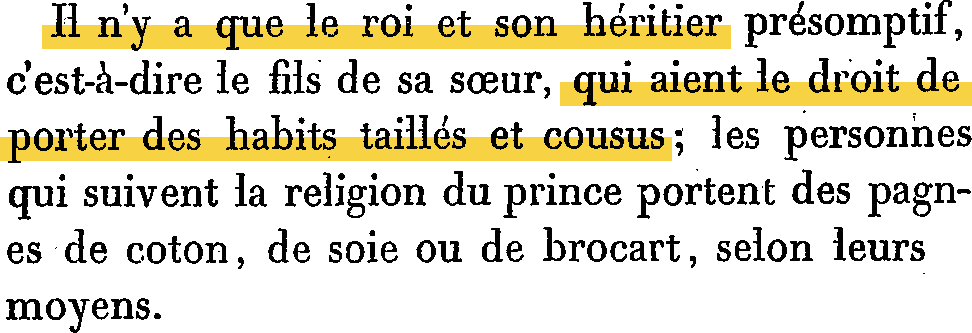 Il n'y a que le roi et son héritier présomptif,
c'est-à-dire le fils de sa sœur, qui aient le droit de
porter des habits taillés et cousus; les personnes
qui suivent la religion du prince portent des pagn-
es de coton, de soie ou de brocart, selon leurs
moyens.